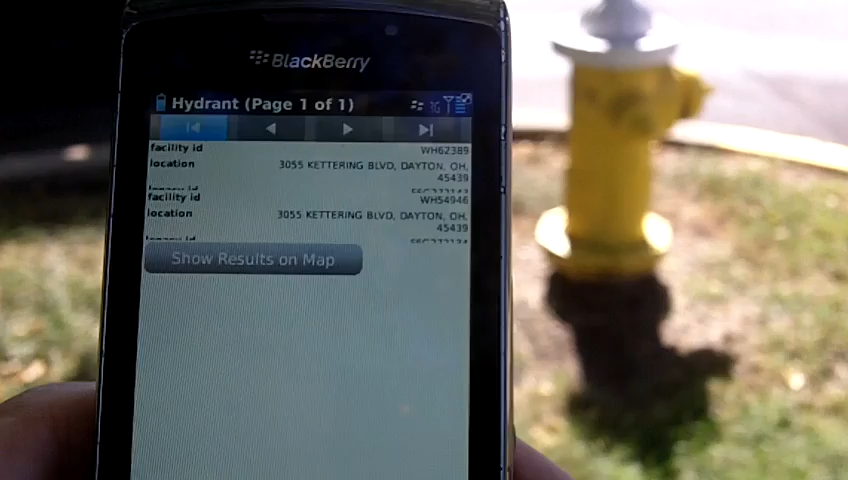 BlackBerry
Hydrant (Page 1 of 1)
facility id WH62389
location 3055 KETTERING BLVD, DAYTON, OH,
45439
facility id WH54946
location 3055 KETTERING BLVD, DAYTON, OH,
45439
Show Results on Map